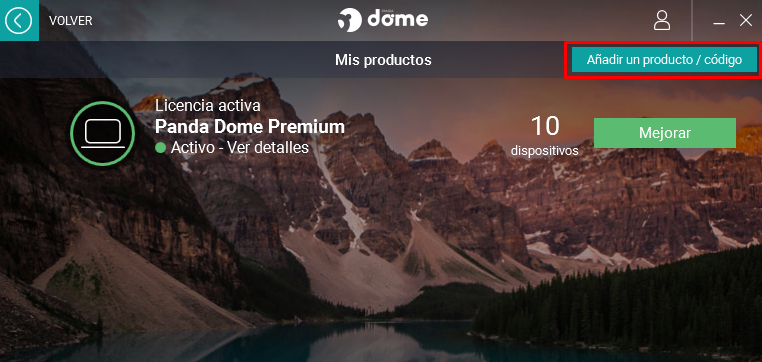 VOLVER
PANDA
dome
Mis productos
Añadir un producto / código
Licencia activa
Panda Dome Premium
Activo - Ver detalles
10
dispositivos
Mejorar